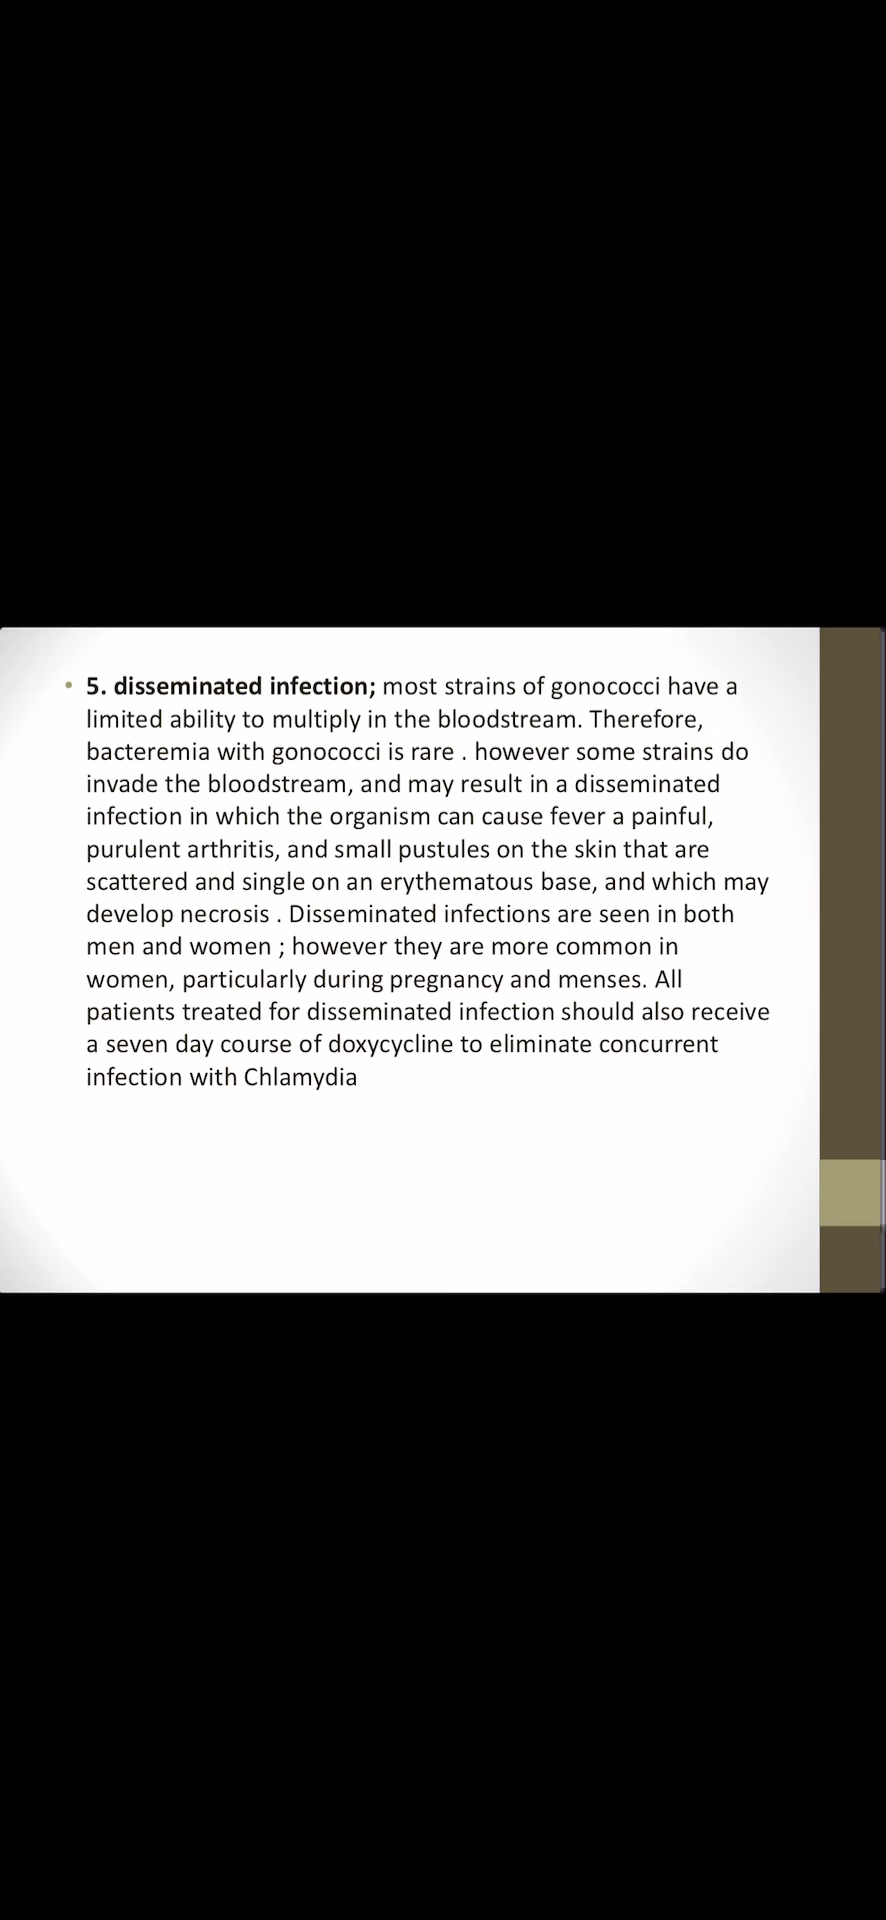 • 5. disseminated infection; most strains of gonococci have a
limited ability to multiply in the bloodstream. Therefore,
bacteremia with gonococci is rare . however some strains do
invade the bloodstream, and may result in a disseminated
infection in which the organism can cause fever a painful,
purulent arthritis, and small pustules on the skin that are
scattered and single on an erythematous base, and which may
develop necrosis . Disseminated infections are seen in both
men and women ; however they are more common in
women, particularly during pregnancy and menses. All
patients treated for disseminated infection should also receive
a seven day course of doxycycline to eliminate concurrent
infection with Chlamydia